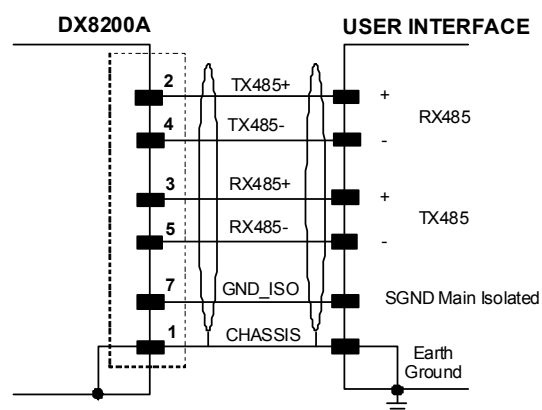 DX8200A
USER INTERFACE
2
TX485+
+
RX485
4
TX485-
-
3
RX485+
+
TX485
5
RX485-
-
7
GND_ISO
SGND Main Isolated
1
CHASSIS
Earth
Ground